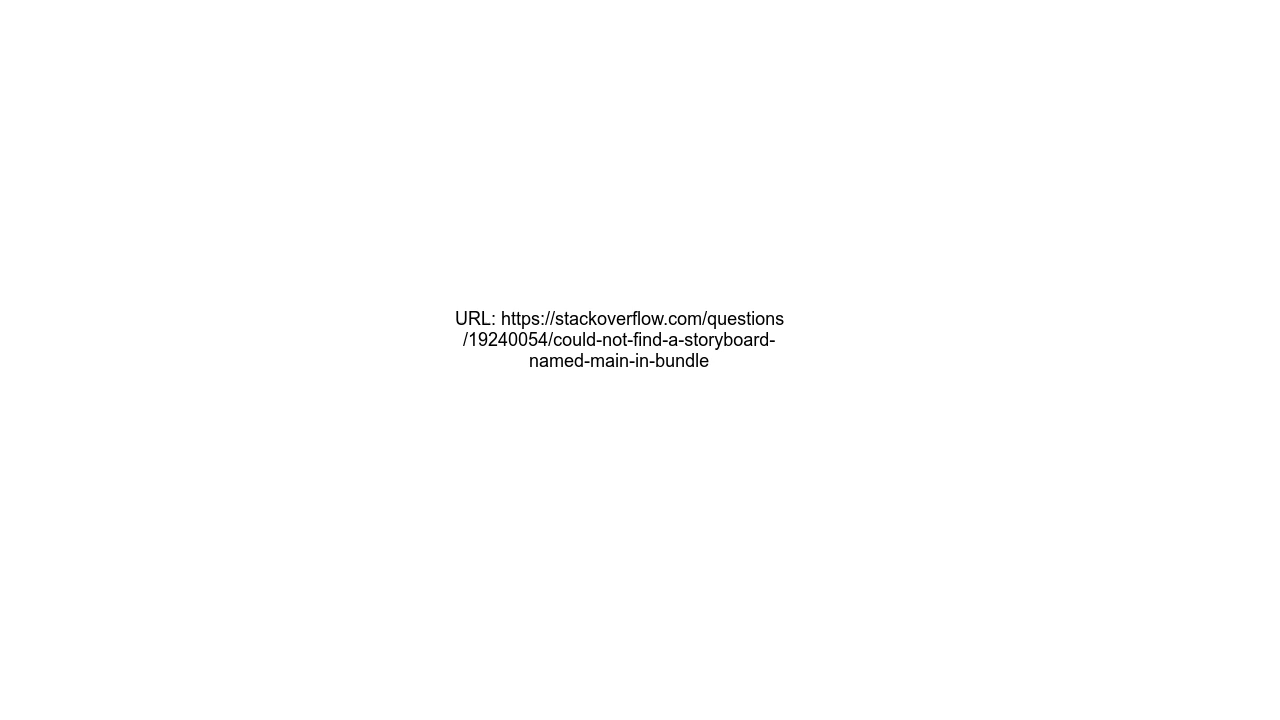 URL: https://stackoverflow.com/questions
/19240054/could-not-find-a-storyboard-
named-main-in-bundle